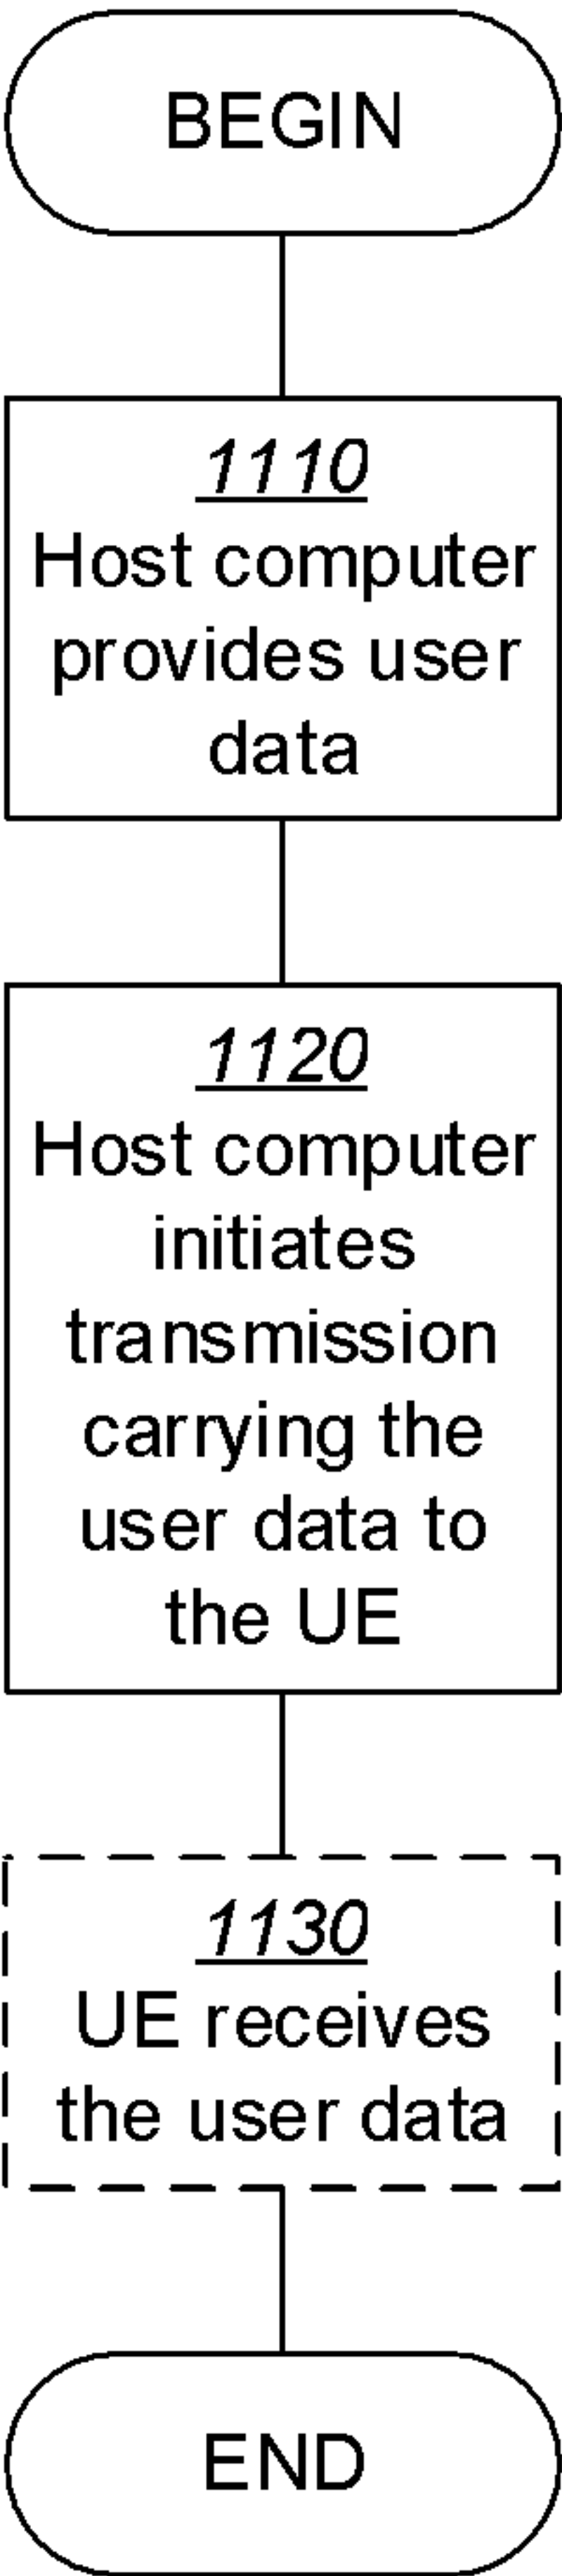 BEGIN
1110
Host computer
provides user
data
1120
Host computer
initiates
transmission
carrying the
user data to
the UE
1130
UE receives
the user data
END